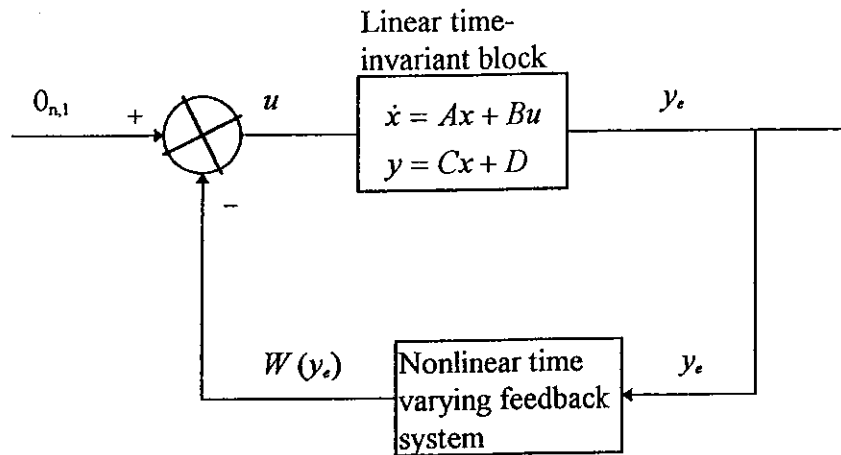 Linear time-
invariant block
0n,1
+
u
ẋ = Ax + Bu
y = Cx + D
yₑ
−
W (yₑ)
Nonlinear time
varying feedback
system
yₑ